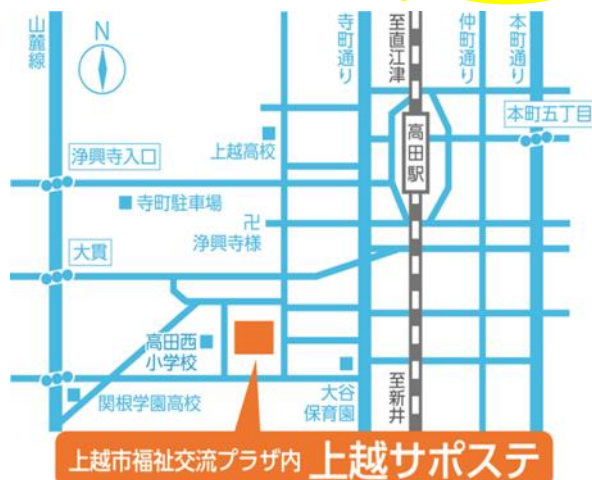 山麓線
N
寺町通り
至直江津
仲町通り
本町通り
上越高校
高田駅
本町五丁目
浄興寺入口
寺町駐車場
卍
浄興寺様
大貫
高田西
小学校
関根学園高校
大谷
保育園
至新井
上越市福祉交流プラザ内 上越サポステ